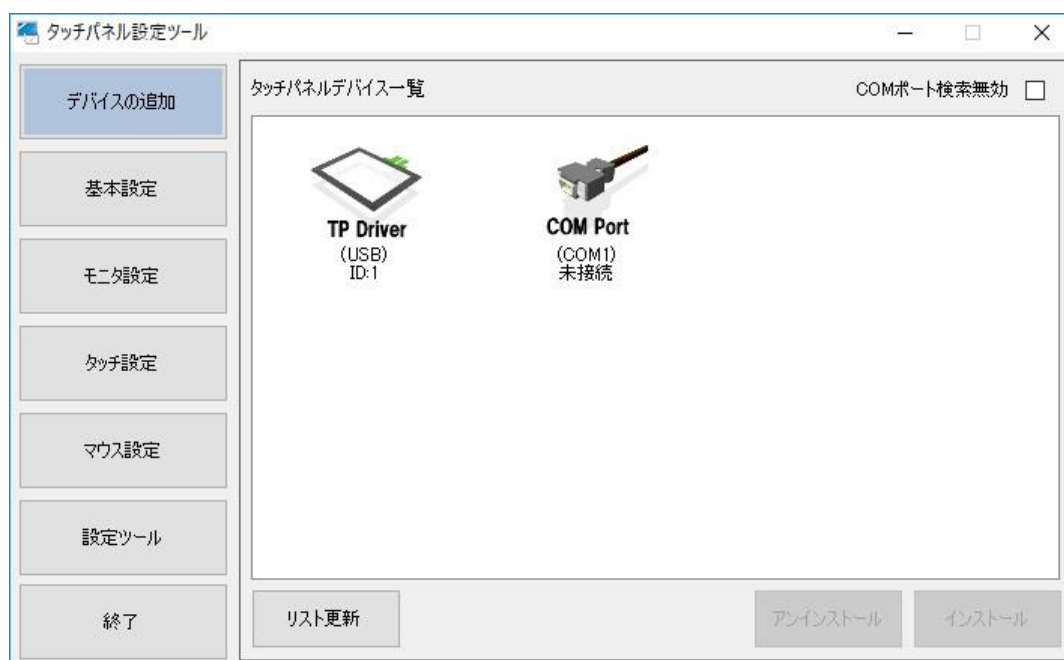 タッチパネル設定ツール
デバイスの追加
基本設定
モニタ設定
タッチ設定
マウス設定
設定ツール
終了
タッチパネルデバイス一覧
COMポート検索無効
TP Driver
(USB)
ID:1
COM Port
(COM1)
未接続
リスト更新
アンインストール
インストール